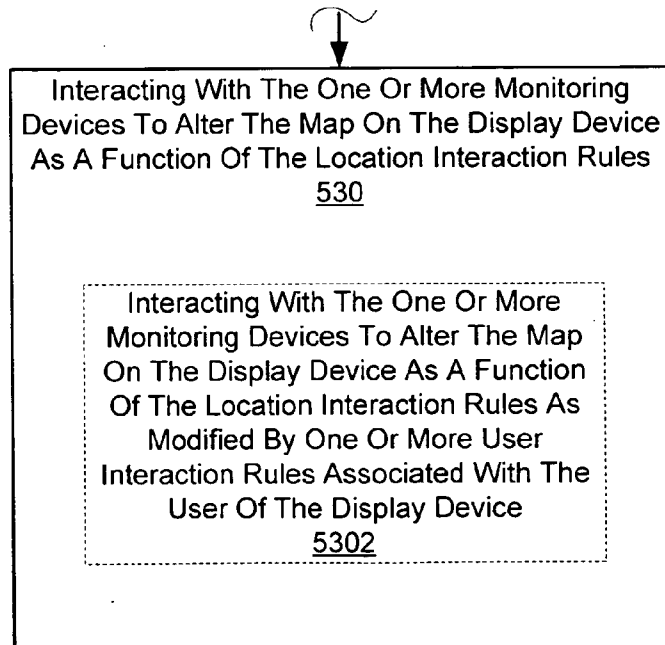 Interacting With The One Or More Monitoring
Devices To Alter The Map On The Display Device
As A Function Of The Location Interaction Rules
530
Interacting With The One Or More
Monitoring Devices To Alter The Map
On The Display Device As A Function
Of The Location Interaction Rules As
Modified By One Or More User
Interaction Rules Associated With The
User Of The Display Device
5302